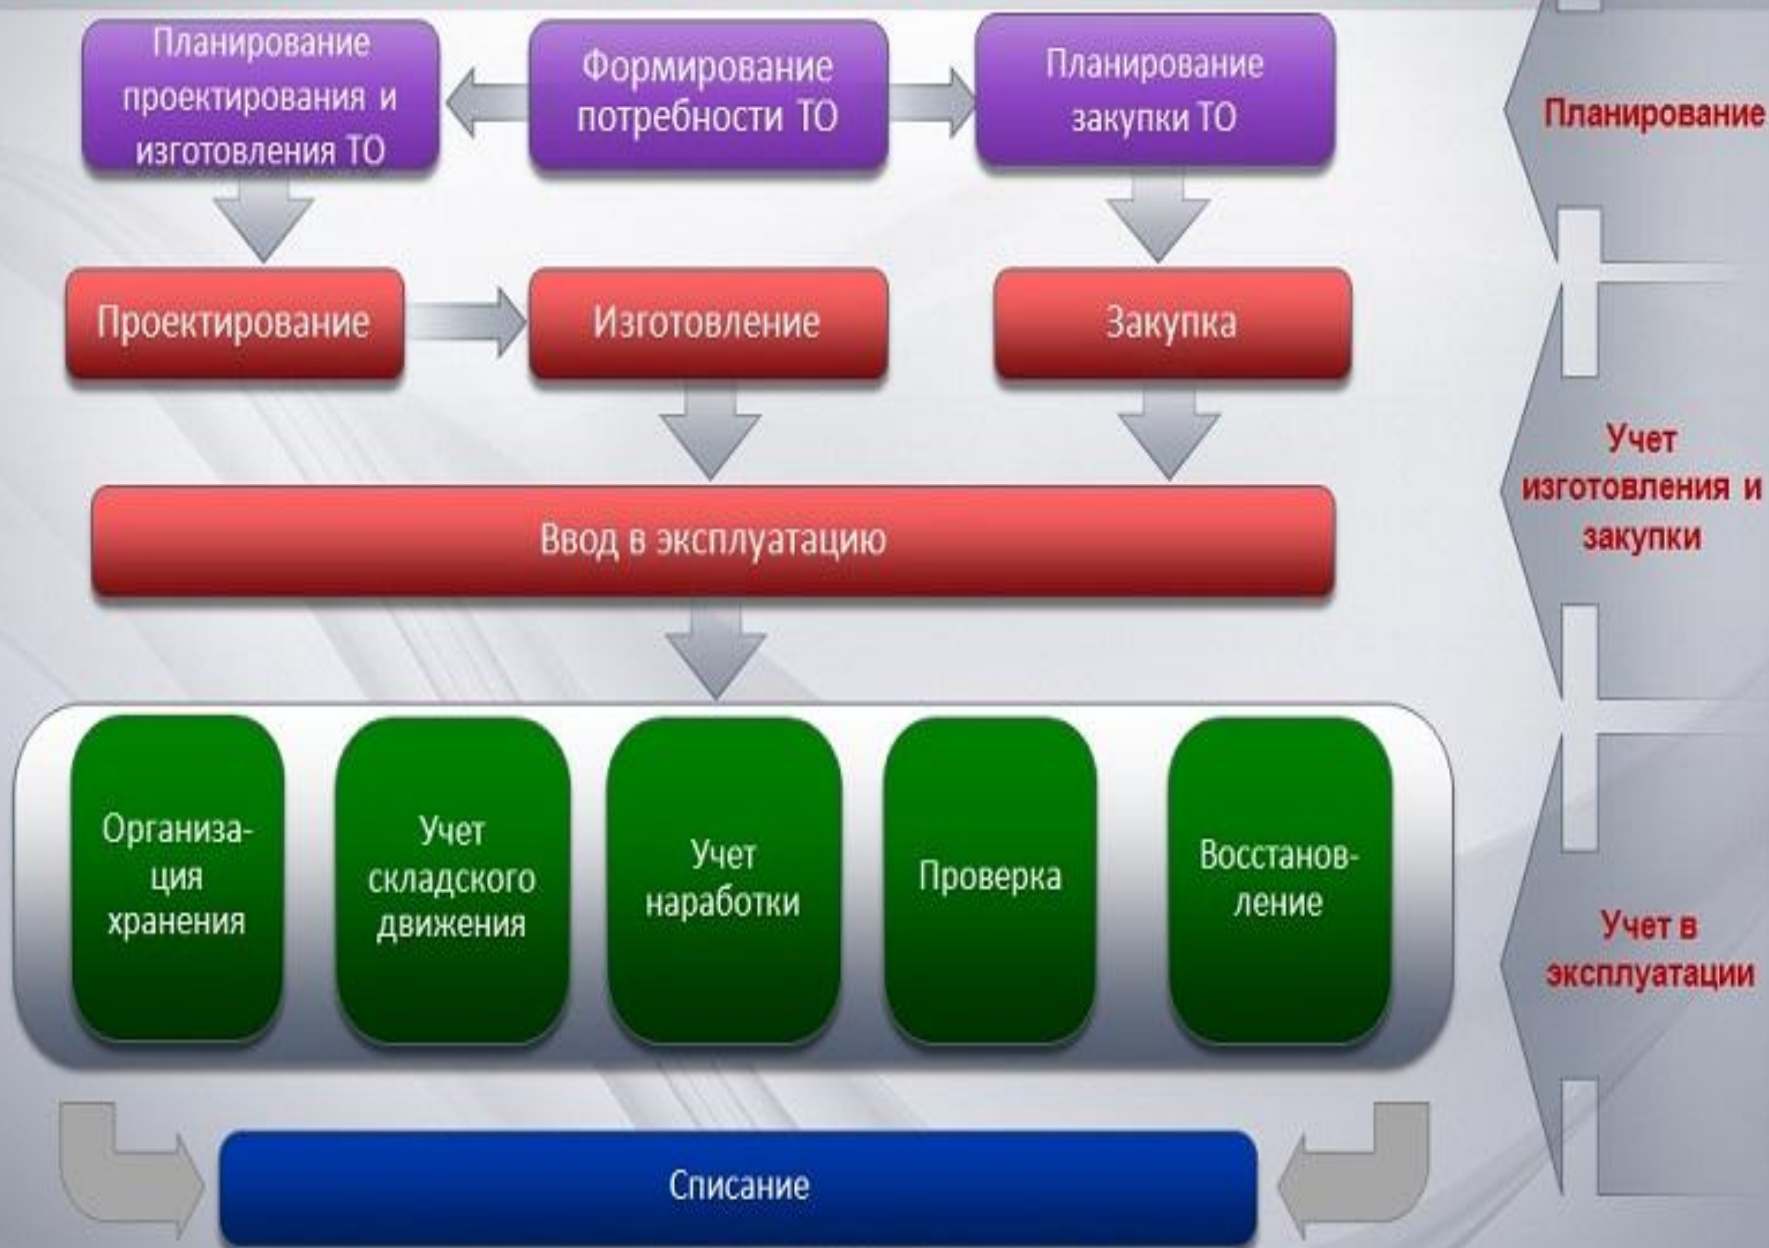 Планирование
проектирования и
изготовления ТО
Формирование
потребности ТО
Планирование
закупки ТО
Планирование
Проектирование
Изготовление
Закупка
Учет
изготовления и
закупки
Ввод в эксплуатацию
Организа-
ция
хранения
Учет
складского
движения
Учет
наработки
Проверка
Восстанов-
ление
Учет в
эксплуатации
Списание